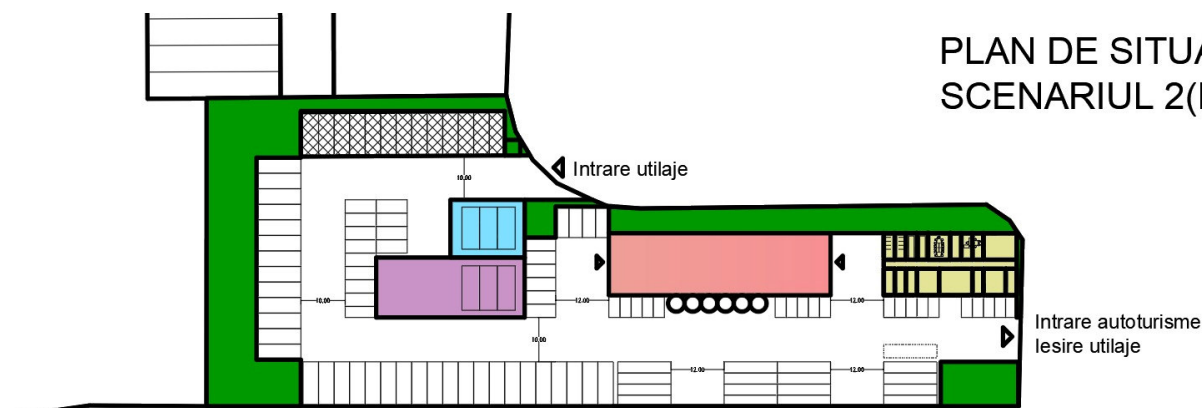 PLAN DE SITUA
SCENARIUL 2(
Intrare utilaje
10.00
10.00
12.00
12.00
10.00
Intrare autoturisme
Iesire utilaje
12.00
12.00